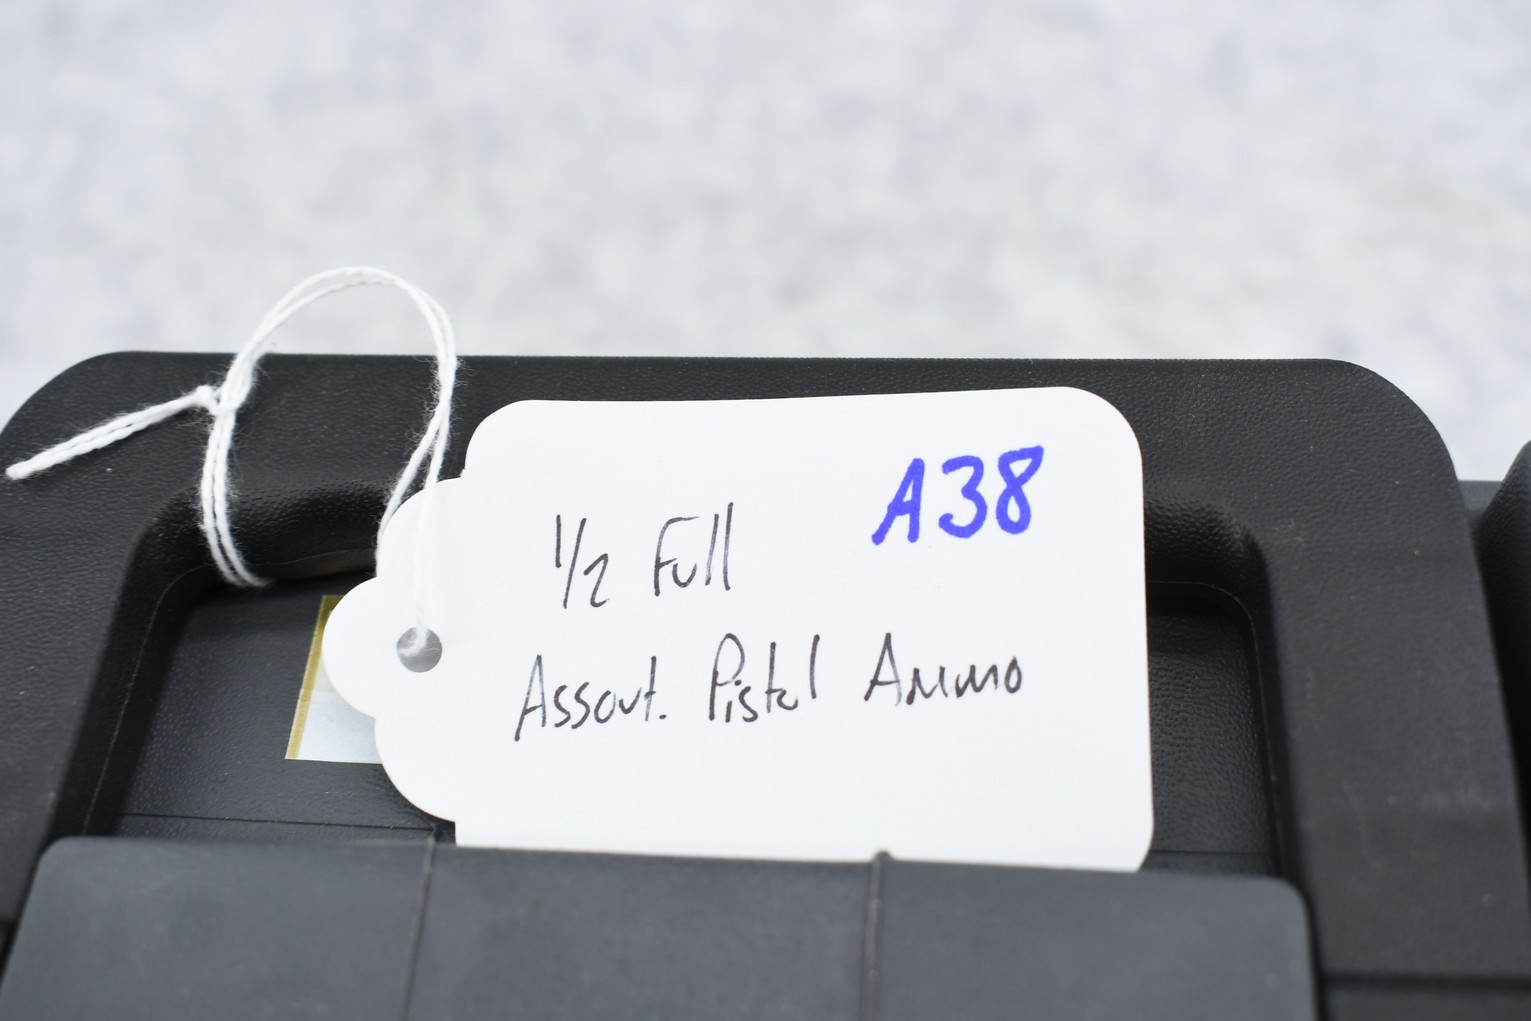 A38
1/2 Full
Assort. Pistol Ammo